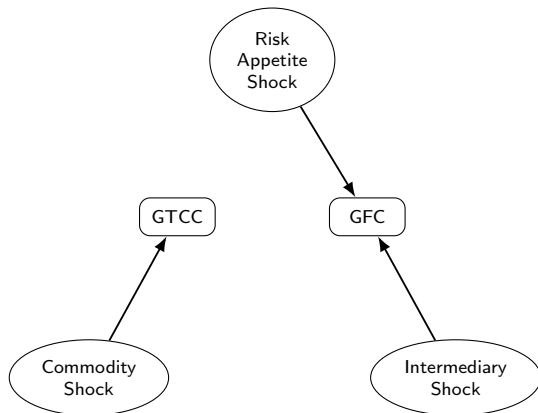 Risk
Appetite
Shock
GTCC
GFC
Commodity
Shock
Intermediary
Shock